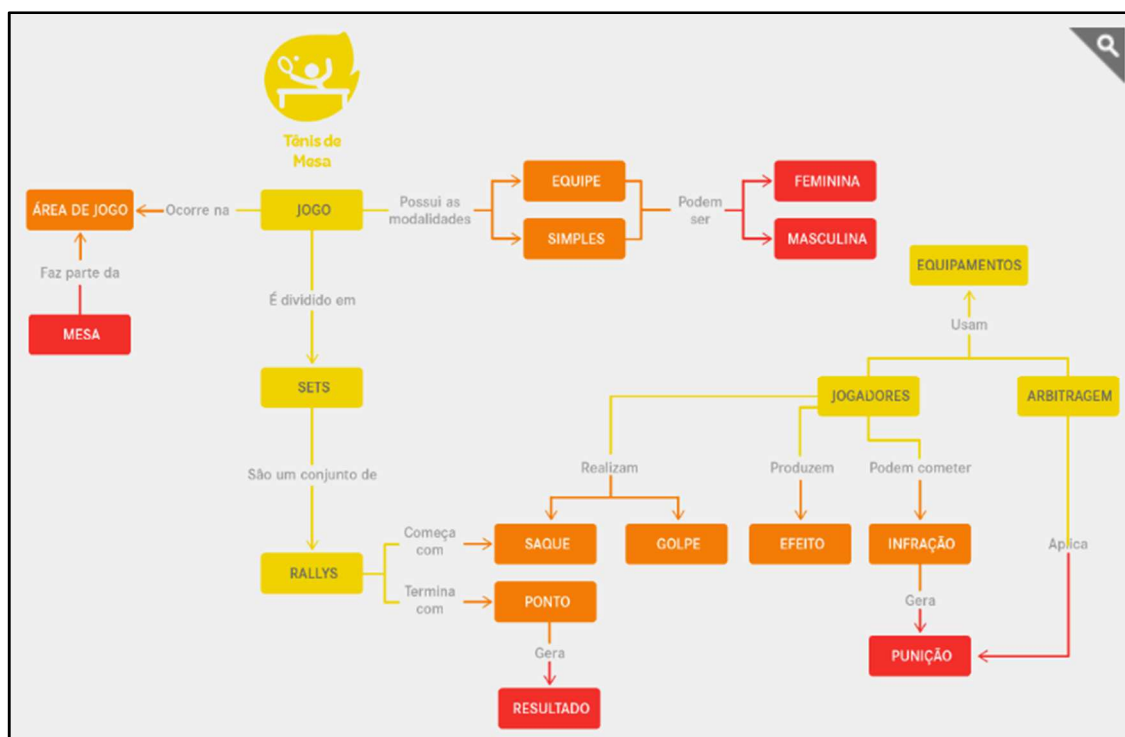 Tênis de
Mesa
ÁREA DE JOGO
Ocorre na
JOGO
Possui as
modalidades
EQUIPE
SIMPLES
Podem
ser
FEMININA
MASCULINA
Faz parte da
MESA
É dividido em
EQUIPAMENTOS
Usam
SETS
JOGADORES
ARBITRAGEM
São um conjunto de
Realizam
Produzem
Podem cometer
RALLYS
Começa
com
SAQUE
GOLPE
EFEITO
INFRAÇÃO
Aplica
Termina
com
PONTO
Gera
Gera
PUNIÇÃO
RESULTADO